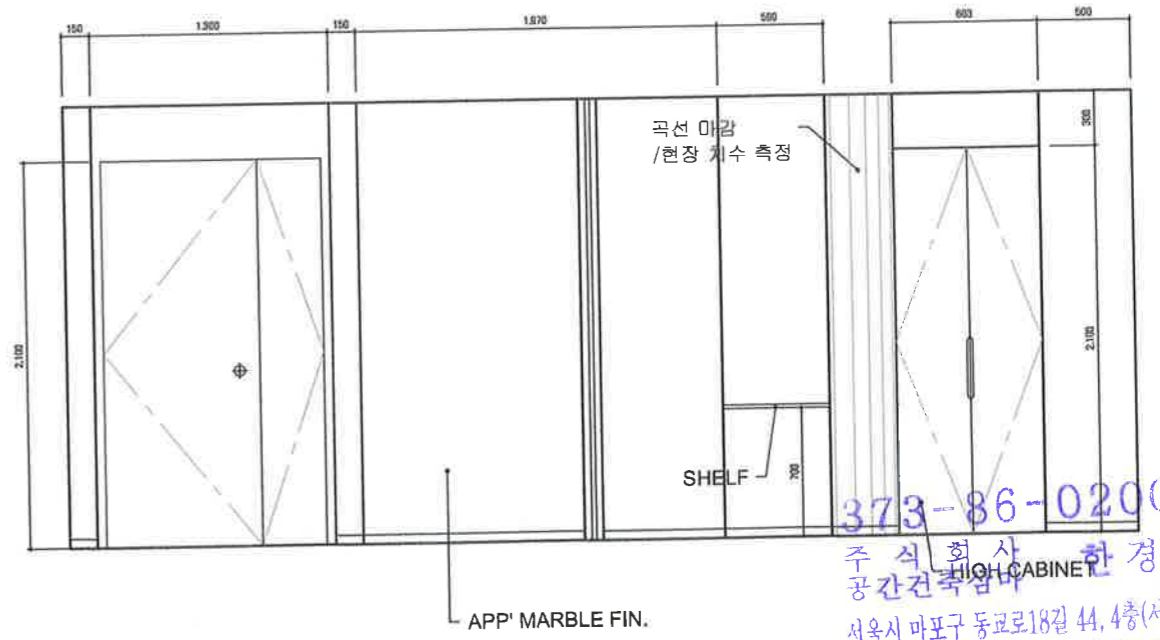 150 1,300 150 1,870 590 603 500
곡선 마감
/현장 치수 측정
300
2,100
2,100
SHELF
700
373-86-020
주식회사 한경
HIGH CABINET
공간건축
서울시 마포구 동교로18길 44, 4층(서
APP' MARBLE FIN.